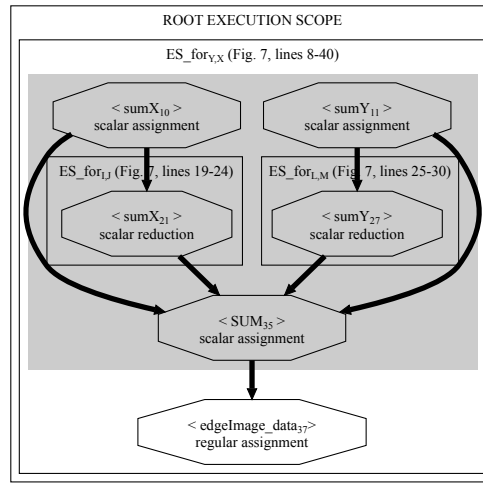 ROOT EXECUTION SCOPE
ES_forY,X (Fig. 7, lines 8-40)
< sumX10 >
scalar assignment
< sumY11 >
scalar assignment
ES_forI,J (Fig. 7, lines 19-24)
ES_forL,M (Fig. 7, lines 25-30)
< sumX21 >
scalar reduction
< sumY27 >
scalar reduction
< SUM35 >
scalar assignment
< edgeImage_data37>
regular assignment